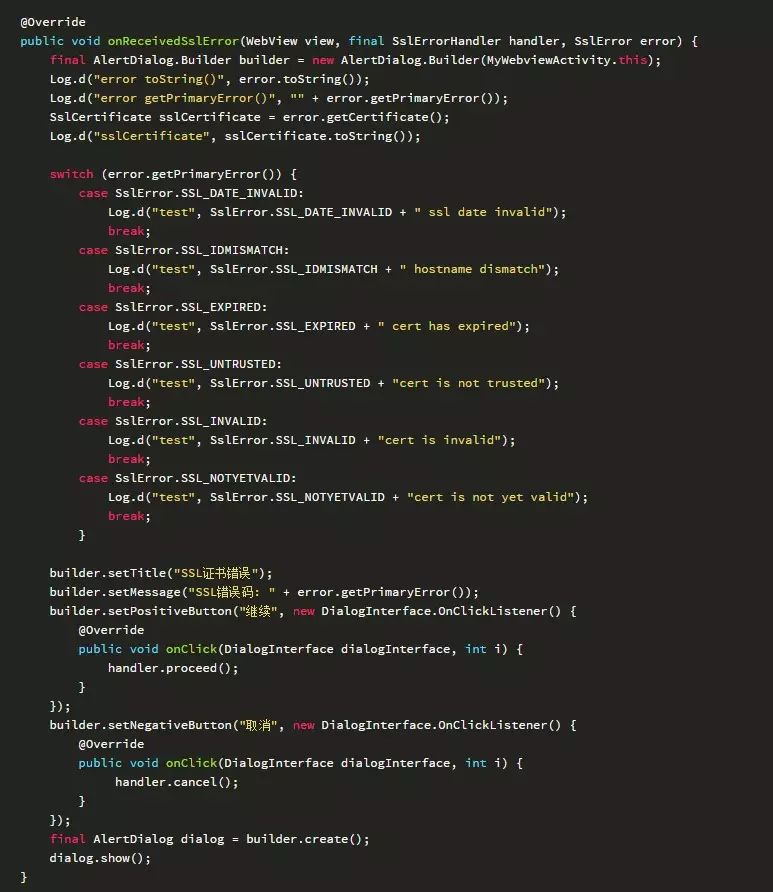 @Override
public void onReceivedSslError(WebView view, final SslErrorHandler handler, SslError error) {
    final AlertDialog.Builder builder = new AlertDialog.Builder(MyWebviewActivity.this);
    Log.d("error toString()", error.toString());
    Log.d("error getPrimaryError()", "" + error.getPrimaryError());
    SslCertificate sslCertificate = error.getCertificate();
    Log.d("sslCertificate", sslCertificate.toString());

    switch (error.getPrimaryError()) {
        case SslError.SSL_DATE_INVALID:
            Log.d("test", SslError.SSL_DATE_INVALID + " ssl date invalid");
            break;
        case SslError.SSL_IDMISMATCH:
            Log.d("test", SslError.SSL_IDMISMATCH + " hostname dismatch");
            break;
        case SslError.SSL_EXPIRED:
            Log.d("test", SslError.SSL_EXPIRED + " cert has expired");
            break;
        case SslError.SSL_UNTRUSTED:
            Log.d("test", SslError.SSL_UNTRUSTED + "cert is not trusted");
            break;
        case SslError.SSL_INVALID:
            Log.d("test", SslError.SSL_INVALID + "cert is invalid");
            break;
        case SslError.SSL_NOTYETVALID:
            Log.d("test", SslError.SSL_NOTYETVALID + "cert is not yet valid");
            break;
        }

    builder.setTitle("SSL证书错误");
    builder.setMessage("SSL错误码: " + error.getPrimaryError());
    builder.setPositiveButton("继续", new DialogInterface.OnClickListener() {
        @Override
        public void onClick(DialogInterface dialogInterface, int i) {
            handler.proceed();
        }
    });
    builder.setNegativeButton("取消", new DialogInterface.OnClickListener() {
        @Override
        public void onClick(DialogInterface dialogInterface, int i) {
             handler.cancel();
        }
    });
    final AlertDialog dialog = builder.create();
    dialog.show();
}